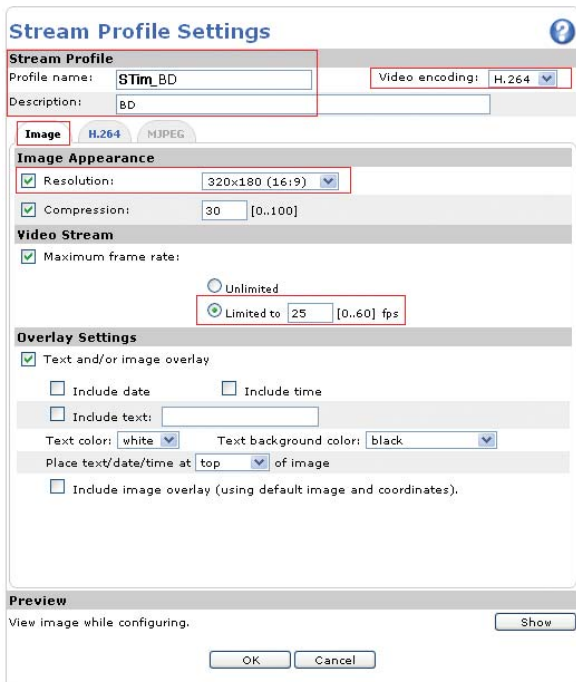 Stream Profile Settings
?
Stream Profile
Profile name: STim_BD Video encoding: H.264
Description: BD
Image H.264 MJPEG
Image Appearance
Resolution: 320x180 (16:9)
Compression: 30 [0..100]
Video Stream
Maximum frame rate:
Unlimited
Limited to 25 [0..60] fps
Overlay Settings
Text and/or image overlay
Include date Include time
Include text:
Text color: white Text background color: black
Place text/date/time at top of image
Include image overlay (using default image and coordinates).
Preview
View image while configuring. Show
OK Cancel